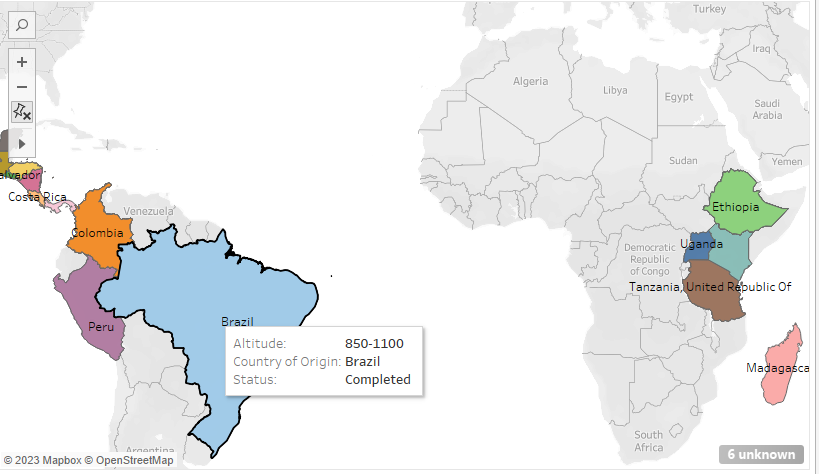 Turkey
Iraq
Algeria
Libya
Egypt
Saudi
Arabia
Sudan
Yemen
alvador
Costa Rica
Venezuela
Colombia
Ethiopia
Uganda
Democratic
Republic
of Congo
Tanzania, United Republic Of
Peru
Brazil
Altitude: 850-1100
Country of Origin: Brazil
Status: Completed
Madagasca
South
Africa
Argentina
© 2023 Mapbox © OpenStreetMap
6 unknown